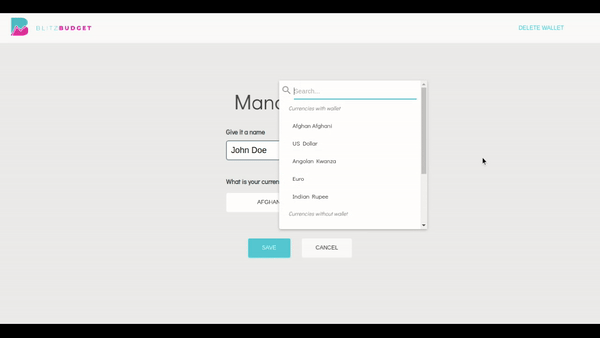 BLITZBUDGET
DELETE WALLET
Search...
Currencies with wallet
Afghan Afghani
US Dollar
Angolan Kwanza
Euro
Indian Rupee
Currencies without wallet
Give it a name
John Doe
What is your curren
AFGHAN
SAVE
CANCEL